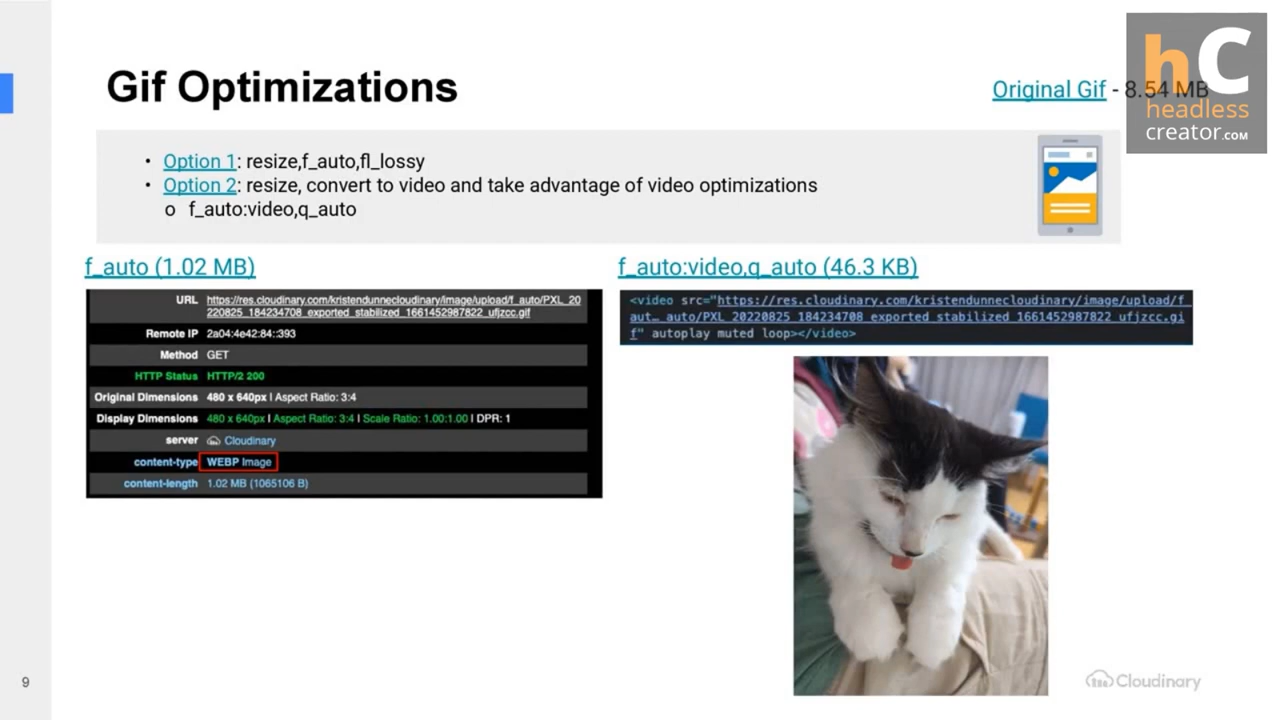 Gif Optimizations
Original Gif - 8.54 MB
hC
headless
creator.COM
• Option 1: resize,f_auto,fl_lossy
• Option 2: resize, convert to video and take advantage of video optimizations
o f_auto:video,q_auto
f_auto (1.02 MB)
URL https://res.cloudinary.com/kristendunnecloudinary/image/upload/f_auto/PXL_20
220825_184234708_exported_stabilized_1661452987822_ufjzcc.gif
Remote IP 2a04:4e42:84::393
Method GET
HTTP Status HTTP/2 200
Original Dimensions 480 x 640px | Aspect Ratio: 3:4
Display Dimensions 480 x 640px | Aspect Ratio: 3:4 | Scale Ratio: 1.00:1.00 | DPR: 1
server Cloudinary
content-type WEBP Image
content-length 1.02 MB (1065106 B)
f_auto:video,q_auto (46.3 KB)
<video src="https://res.cloudinary.com/kristendunnecloudinary/image/upload/f_
aut…_auto/PXL_20220825_184234708_exported_stabilized_1661452987822_ufjzcc.gi
f" autoplay muted loop></video>
9
Cloudinary